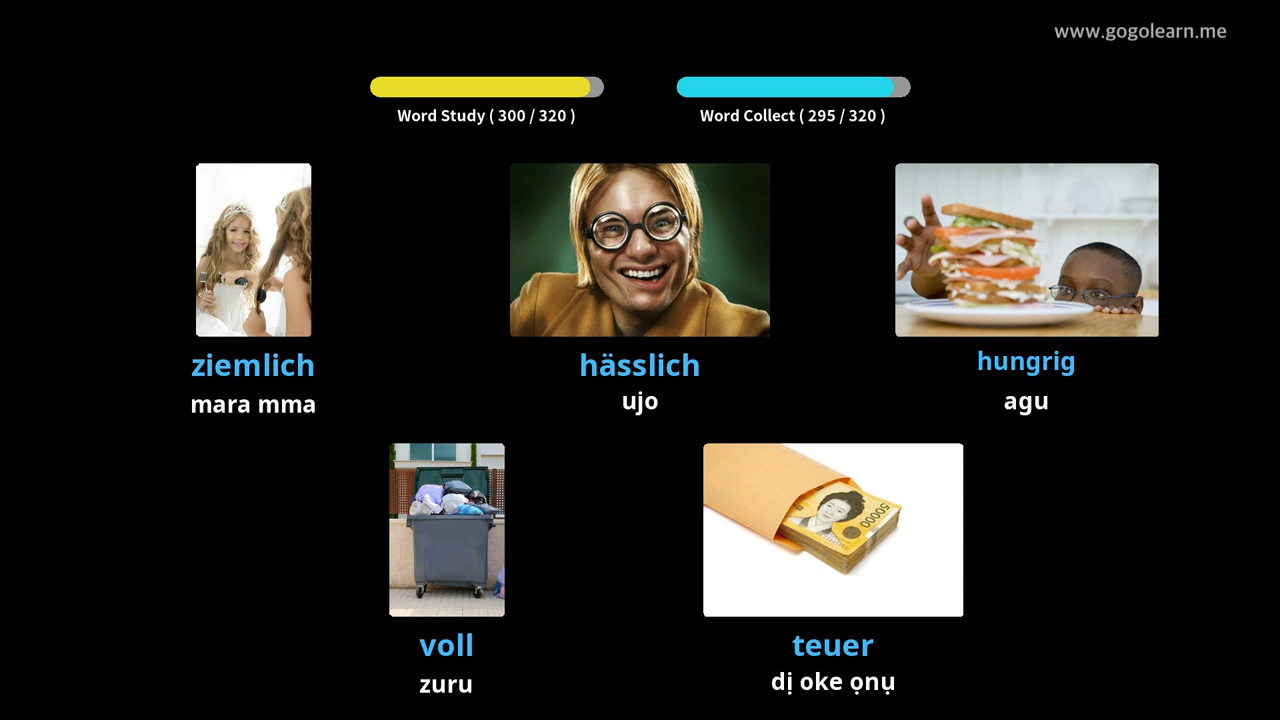 www.gogolearn.me
Word Study ( 300 / 320 )
Word Collect ( 295 / 320 )
ziemlich
mara mma
hässlich
ujo
hungrig
agu
50000
voll
zuru
teuer
dị oke ọnụ